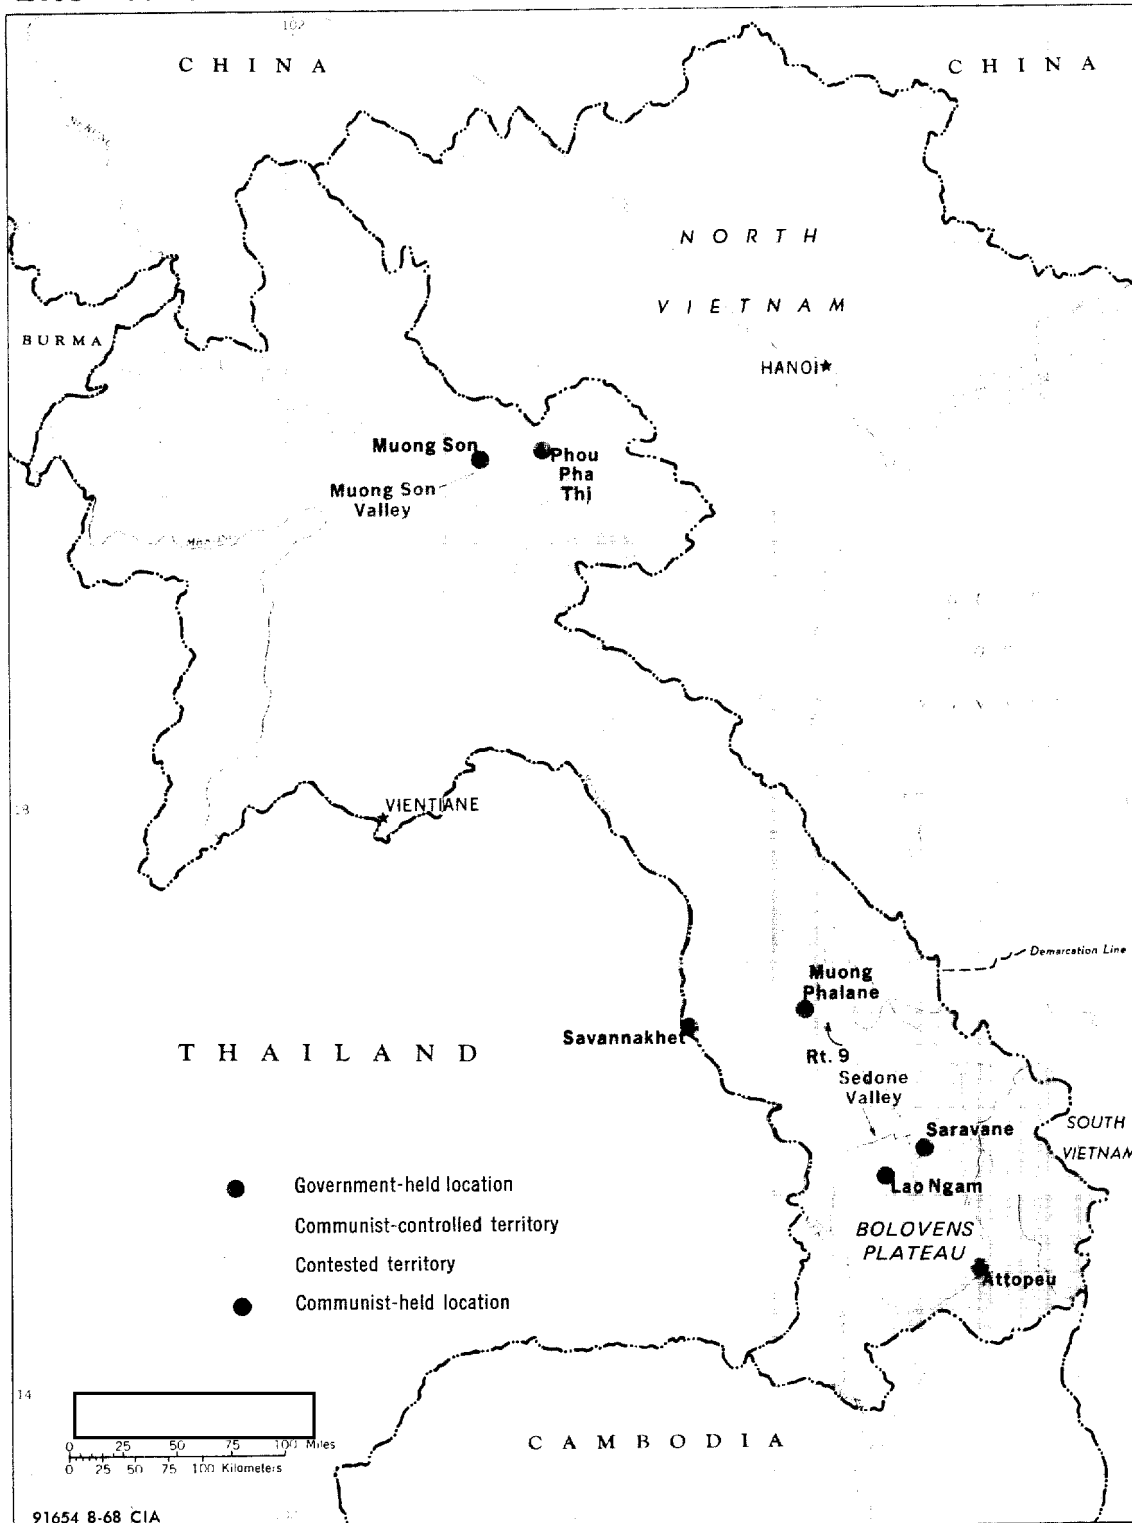 102
CHINA
CHINA
NORTH
VIETNAM
BURMA
HANOI
Muong Son
Phou
Pha
Thi
Muong Son
Valley
VIENTIANE
18
Demarcation Line
Muong
Phalane
Savannakhet
Rt. 9
THAILAND
Sedone
Valley
Saravane
SOUTH
VIETNAM
Lao Ngam
BOLOVENS
PLATEAU
Attopeu
Government-held location
Communist-controlled territory
Contested territory
Communist-held location
14
0 25 50 75 100 Miles
0 25 50 75 100 Kilometers
CAMBODIA
91654 8-68 CIA